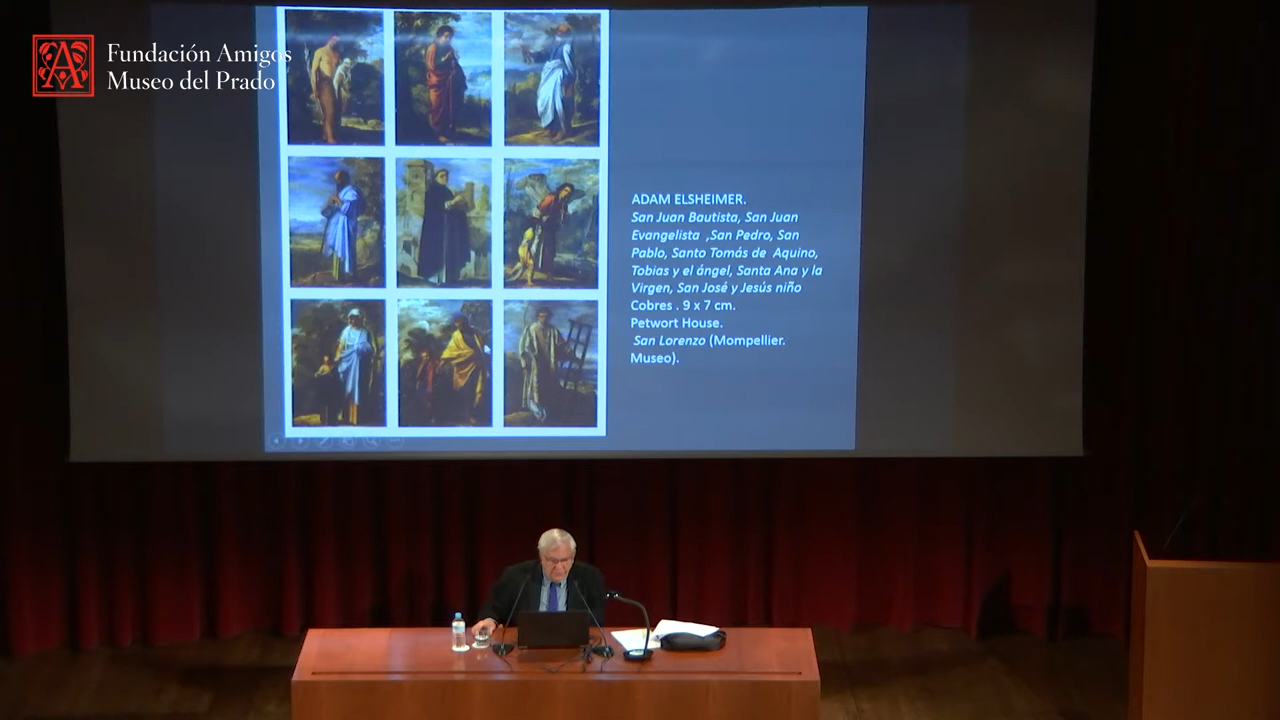 Fundación Amigos
Museo del Prado
ADAM ELSHEIMER.
San Juan Bautista, San Juan
Evangelista ,San Pedro, San
Pablo, Santo Tomás de Aquino,
Tobias y el ángel, Santa Ana y la
Virgen, San José y Jesús niño
Cobres . 9 x 7 cm.
Petwort House.
San Lorenzo (Mompellier.
Museo).